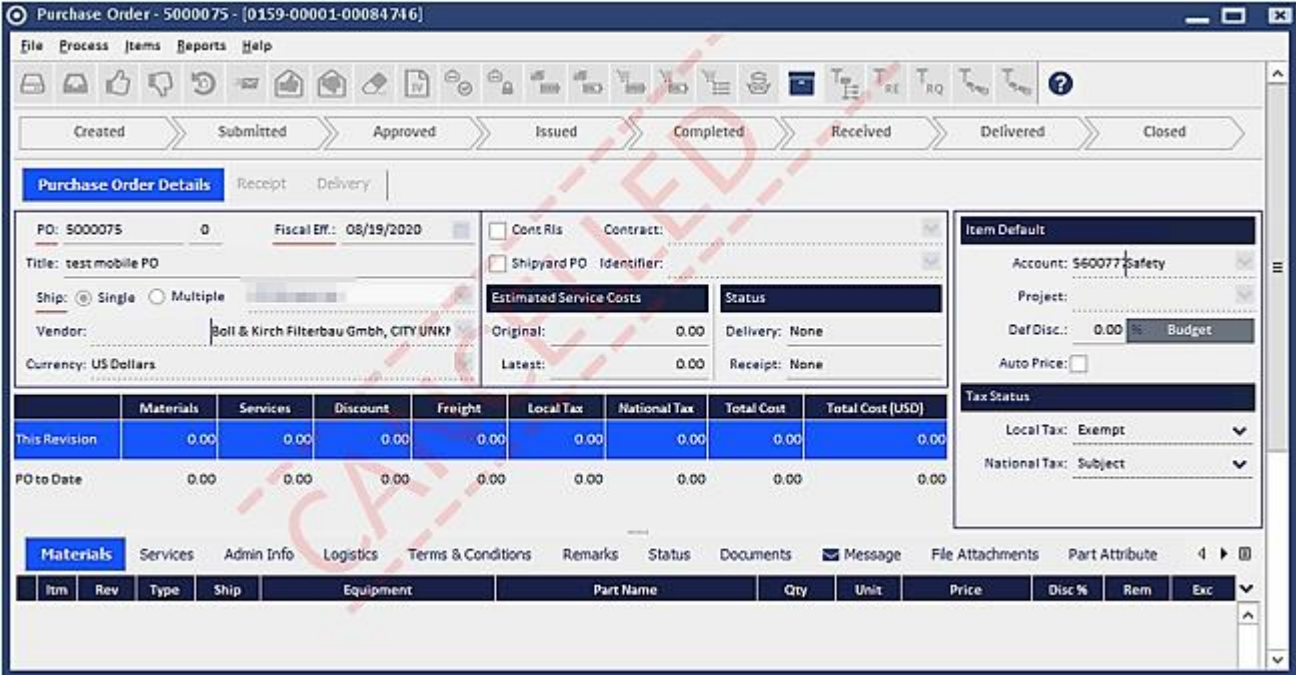 Purchase Order - 5000075 - [0159-00001-00084746]
File Process Items Reports Help
IV RE RQ ?
Created Submitted Approved Issued Completed Received Delivered Closed
Purchase Order Details Receipt Delivery
PO: 5000075 0 Fiscal Eff.: 08/19/2020 Cont Rls Contract: Item Default
Title: test mobile PO Shipyard PO Identifier: Account: 5600777 Safety
Ship: Single Multiple Estimated Service Costs Status Project:
Vendor: Boll & Kirch Filterbau Gmbh, CITY Original: 0.00 Delivery: None Def Disc.: 0.00 % Budget
Currency: US Dollars Latest: 0.00 Receipt: None Auto Price:
Materials Services Discount Freight Local Tax National Tax Total Cost Total Cost (USD) Tax Status
This Revision 0.00 0.00 0.00 0.00 0.00 0.00 0.00 0.00 Local Tax: Exempt
National Tax: Subject
PO to Date 0.00 0.00 0.00 0.00 0.00 0.00 0.00 0.00
CANCELLED
Materials Services Admin Info Logistics Terms & Conditions Remarks Status Documents Message File Attachments Part Attribute
Itm Rev Type Ship Equipment Part Name Qty Unit Price Disc % Rem Exc